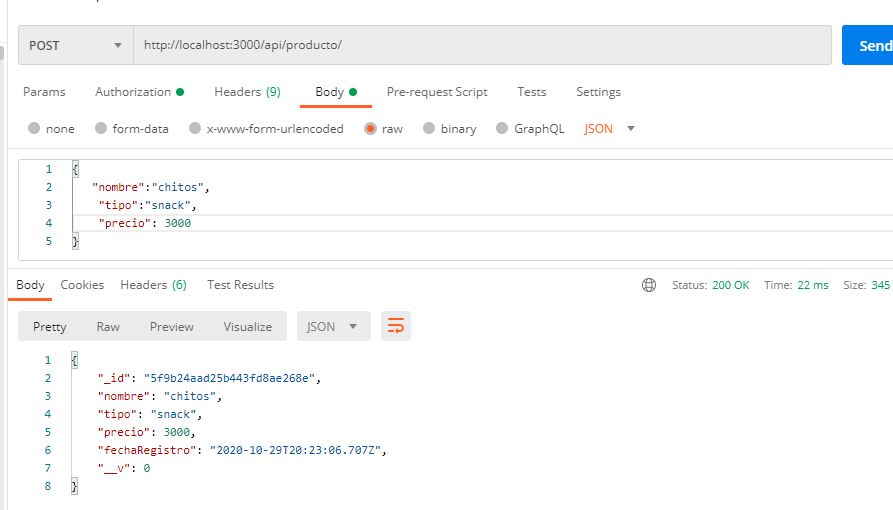 POST http://localhost:3000/api/producto/ Send
Params Authorization Headers (9) Body Pre-request Script Tests Settings
none form-data x-www-form-urlencoded raw binary GraphQL JSON
1 {
2 "nombre":"chitos",
3 "tipo":"snack",
4 "precio": 3000
5 }
Body Cookies Headers (6) Test Results Status: 200 OK Time: 22 ms Size: 345
Pretty Raw Preview Visualize JSON
1 {
2 "_id": "5f9b24aad25b443fd8ae268e",
3 "nombre": "chitos",
4 "tipo": "snack",
5 "precio": 3000,
6 "fechaRegistro": "2020-10-29T20:23:06.707Z",
7 "__v": 0
8 }